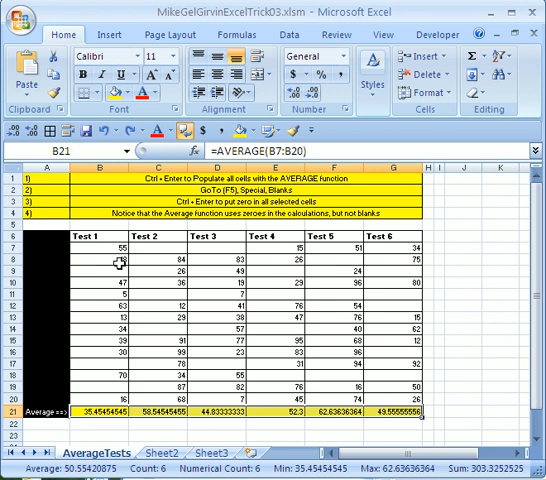 MikeGelGirvinExcelTrick03.xlsm - Microsoft Excel
Home Insert Page Layout Formulas Data Review View Developer
Paste
Clipboard
Calibri 11
B I U
Font
Alignment
General
$ % ,
Number
Styles
Insert
Delete
Format
Cells
Σ
Editing
B21 fx =AVERAGE(B7:B20)
A B C D E F G H I J K
1 1) Ctrl + Enter to Populate all cells with the AVERAGE function
2 2) GoTo (F5), Special, Blanks
3 3) Ctrl + Enter to put zero in all selected cells
4 4) Notice that the Average function uses zeroes in the calculations, but not blanks
5
6 Test 1 Test 2 Test 3 Test 4 Test 5 Test 6
7 55 15 51 34
8 84 83 26 75
9 26 49 24
10 47 36 19 29 96 80
11 5 7
12 63 12 41 76 54
13 13 29 38 47 76 15
14 34 57 40 62
15 39 91 77 95 68 12
16 30 99 23 83 96
17 78 31 94 92
18 70 34 55
19 87 82 76 16 50
20 16 68 7 45 74 26
21 Average ==> 35.45454545 58.54545455 44.83333333 52.3 62.63636364 49.55555556
22
23
AverageTests Sheet2 Sheet3
Average: 50.55420875 Count: 6 Numerical Count: 6 Min: 35.45454545 Max: 62.63636364 Sum: 303.3252525